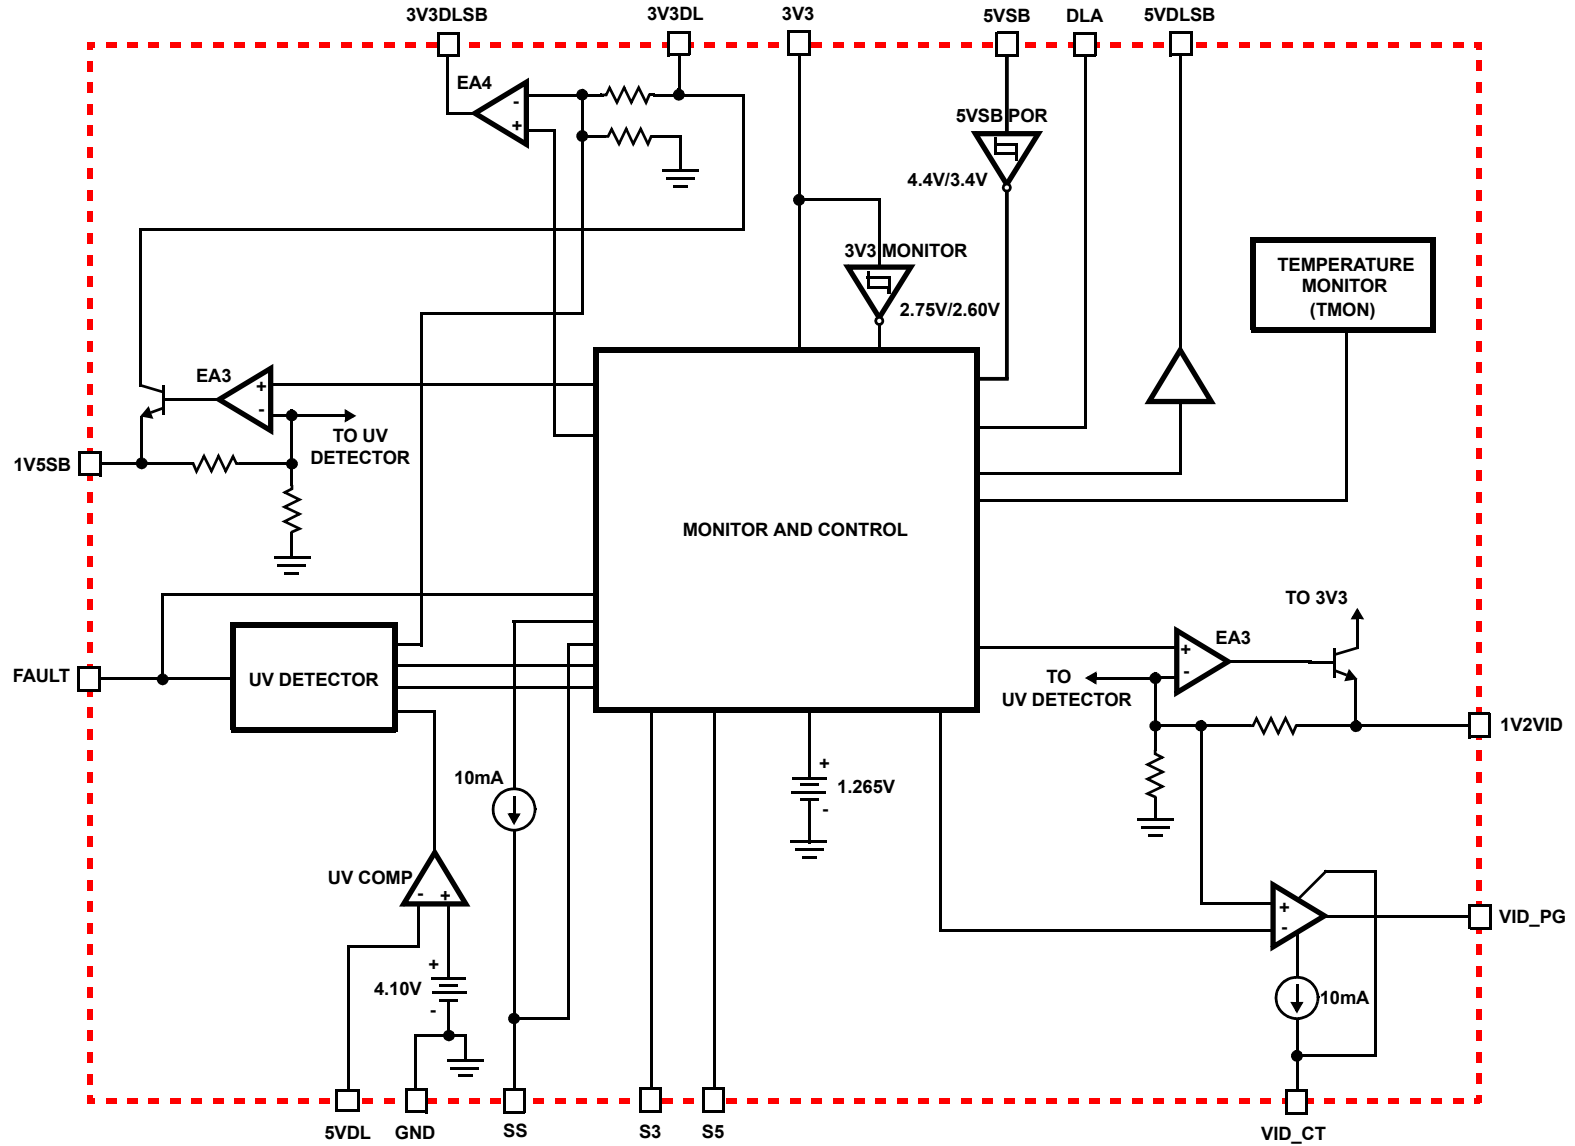 3V3DLSB
3V3DL
3V3
5VSB
DLA
5VDLSB
EA4
-
+
5VSB POR
4.4V/3.4V
3V3 MONITOR
2.75V/2.60V
TEMPERATURE
MONITOR
(TMON)
EA3
+
-
TO UV
DETECTOR
1V5SB
MONITOR AND CONTROL
TO 3V3
EA3
+
-
TO
UV DETECTOR
FAULT
UV DETECTOR
1V2VID
10mA
+
1.265V
-
UV COMP
-
+
+
-
VID_PG
+
4.10V
-
10mA
5VDL
GND
SS
S3
S5
VID_CT